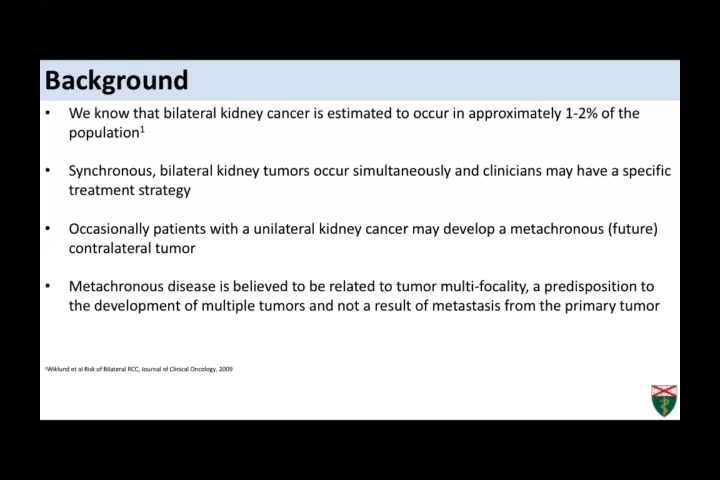 Background
• We know that bilateral kidney cancer is estimated to occur in approximately 1-2% of the
population¹
• Synchronous, bilateral kidney tumors occur simultaneously and clinicians may have a specific
treatment strategy
• Occasionally patients with a unilateral kidney cancer may develop a metachronous (future)
contralateral tumor
• Metachronous disease is believed to be related to tumor multi-focality, a predisposition to
the development of multiple tumors and not a result of metastasis from the primary tumor
¹Wiklund et al Risk of Bilateral RCC, Journal of Clinical Oncology, 2009